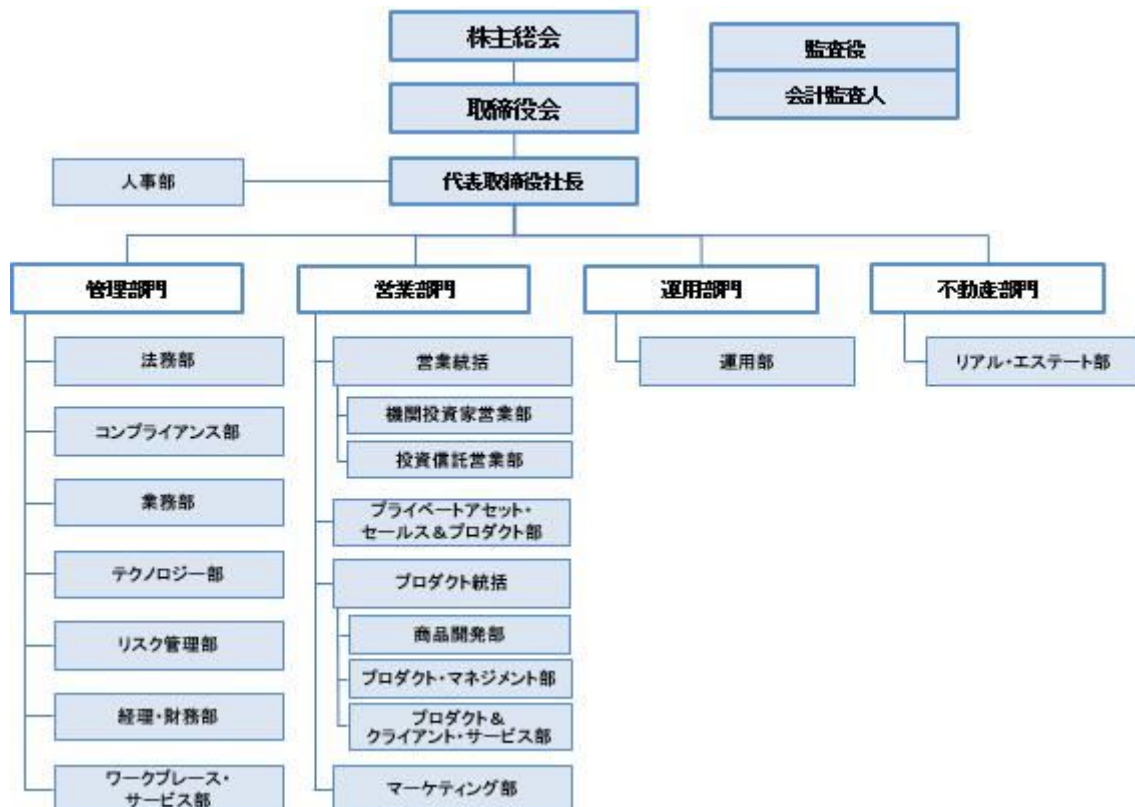 株主総会
監査役
会計監査人
取締役会
人事部
代表取締役社長
管理部門
営業部門
運用部門
不動産部門
法務部
コンプライアンス部
業務部
テクノロジー部
リスク管理部
経理・財務部
ワークプレース・
サービス部
営業統括
機関投資家営業部
投資信託営業部
プライベートアセット・
セールス&プロダクト部
プロダクト統括
商品開発部
プロダクト・マネジメント部
プロダクト&
クライアント・サービス部
マーケティング部
運用部
リアル・エステート部